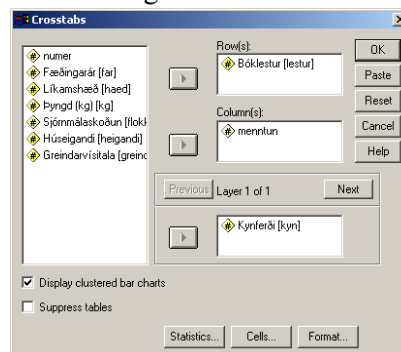 Crosstabs
numer
Fæðingarár [far]
Líkamshæð [haed]
Þyngd (kg) [kg]
Sjórnmálaskoðun [flokk
Húseigandi [heigandi]
Greindarvísitala [greind
Row(s):
Bóklestur [lestur]
Column(s):
menntun
Previous Layer 1 of 1 Next
Kynferði [kyn]
OK
Paste
Reset
Cancel
Help
Display clustered bar charts
Suppress tables
Statistics... Cells... Format...